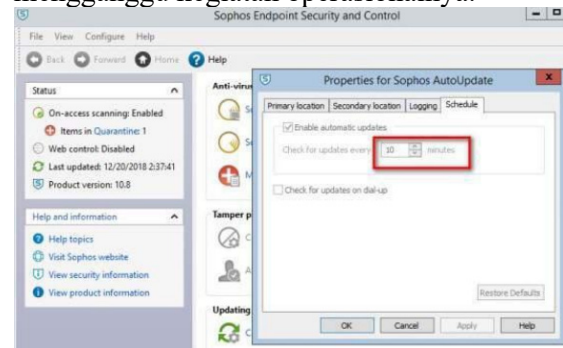 mengganggu kegiatan operasionalnya.
Sophos Endpoint Security and Control
File View Configure Help
Back Forward Home Help
Status
On-access scanning: Enabled
Items in Quarantine: 1
Web control: Disabled
Last updated: 12/20/2018 2:37:41
Product version: 10.8
Help and information
Help topics
Visit Sophos website
View security information
View product information
Anti-virus
Tamper p
Updating
Properties for Sophos AutoUpdate
Primary location Secondary location Logging Schedule
Enable automatic updates
Check for updates every 10 minutes
Check for updates on dial-up
Restore Defaults
OK Cancel Apply Help